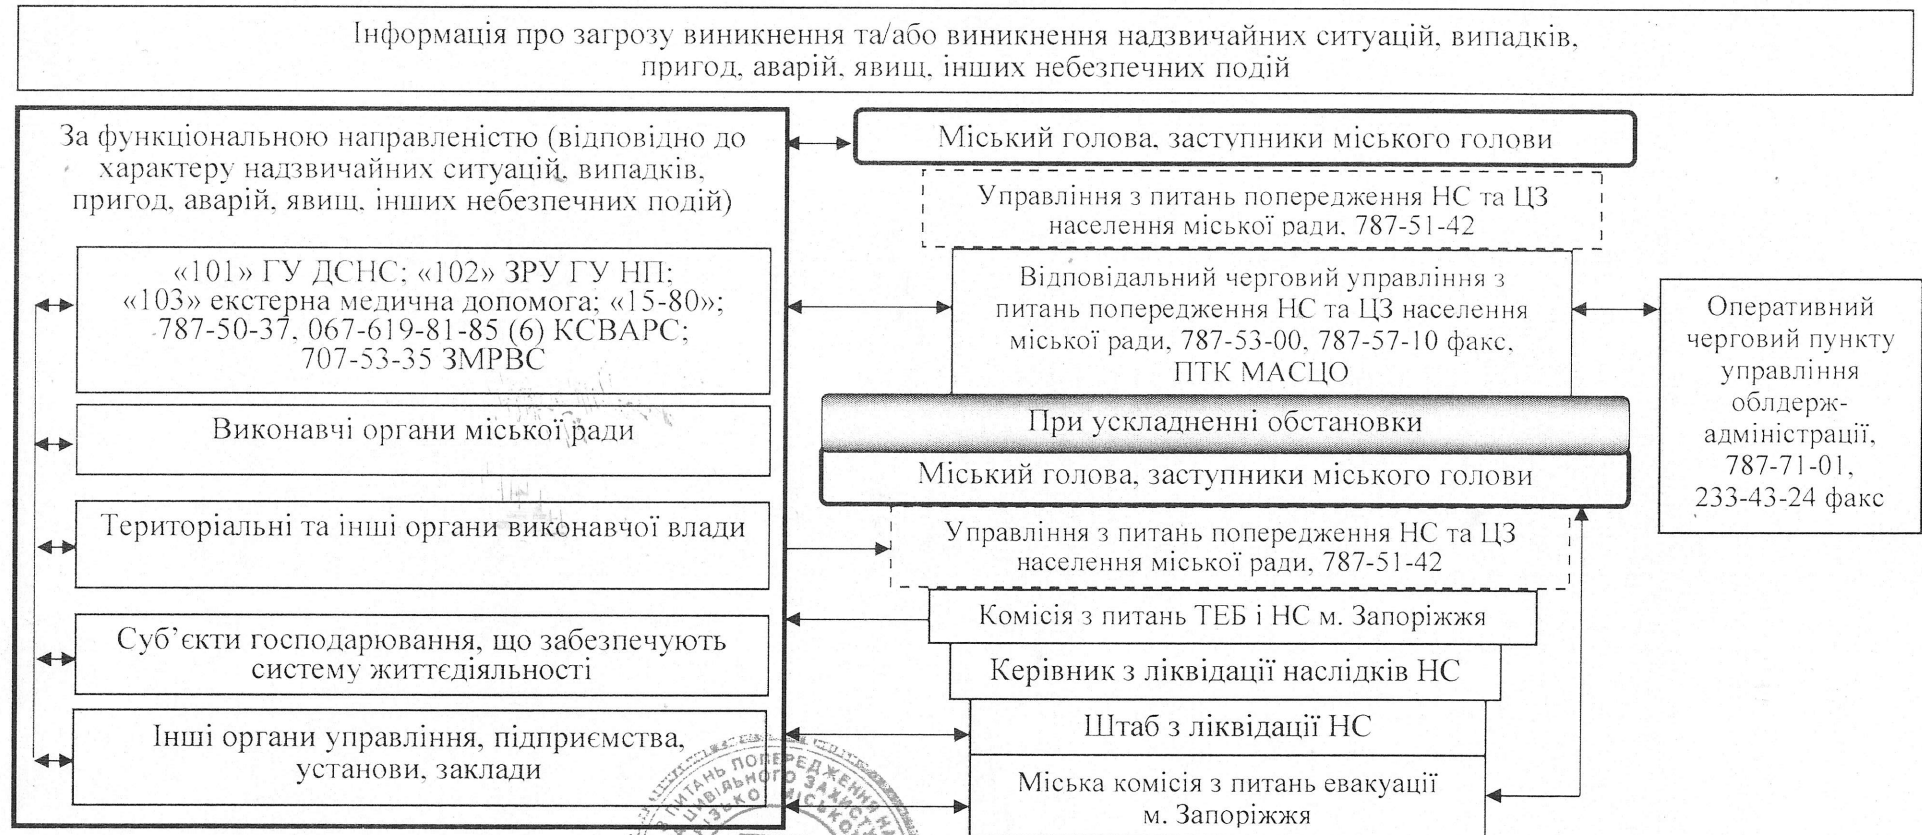 Інформація про загрозу виникнення та/або виникнення надзвичайних ситуацій, випадків,
пригод, аварій, явищ, інших небезпечних подій
За функціональною направленістю (відповідно до
характеру надзвичайних ситуацій, випадків,
пригод, аварій, явищ, інших небезпечних подій)
«101» ГУ ДСНС; «102» ЗРУ ГУ НП;
«103» екстерна медична допомога; «15-80»;
787-50-37, 067-619-81-85 (6) КСВАРС;
707-53-35 ЗМРВС
Виконавчі органи міської ради
Територіальні та інші органи виконавчої влади
Суб’єкти господарювання, що забезпечують
систему життєдіяльності
Інші органи управління, підприємства,
установи, заклади
Міський голова, заступники міського голови
Управління з питань попередження НС та ЦЗ
населення міської ради, 787-51-42
Відповідальний черговий управління з
питань попередження НС та ЦЗ населення
міської ради, 787-53-00, 787-57-10 факс,
ПТК МАСЦО
При ускладненні обстановки
Міський голова, заступники міського голови
Управління з питань попередження НС та ЦЗ
населення міської ради, 787-51-42
Комісія з питань ТЕБ і НС м. Запоріжжя
Керівник з ліквідації наслідків НС
Штаб з ліквідації НС
Міська комісія з питань евакуації
м. Запоріжжя
Оперативний
черговий пункту
управління
облдерж-
адміністрації,
787-71-01,
233-43-24 факс
З ПИТАНЬ ПОПЕРЕДЖЕННЯ